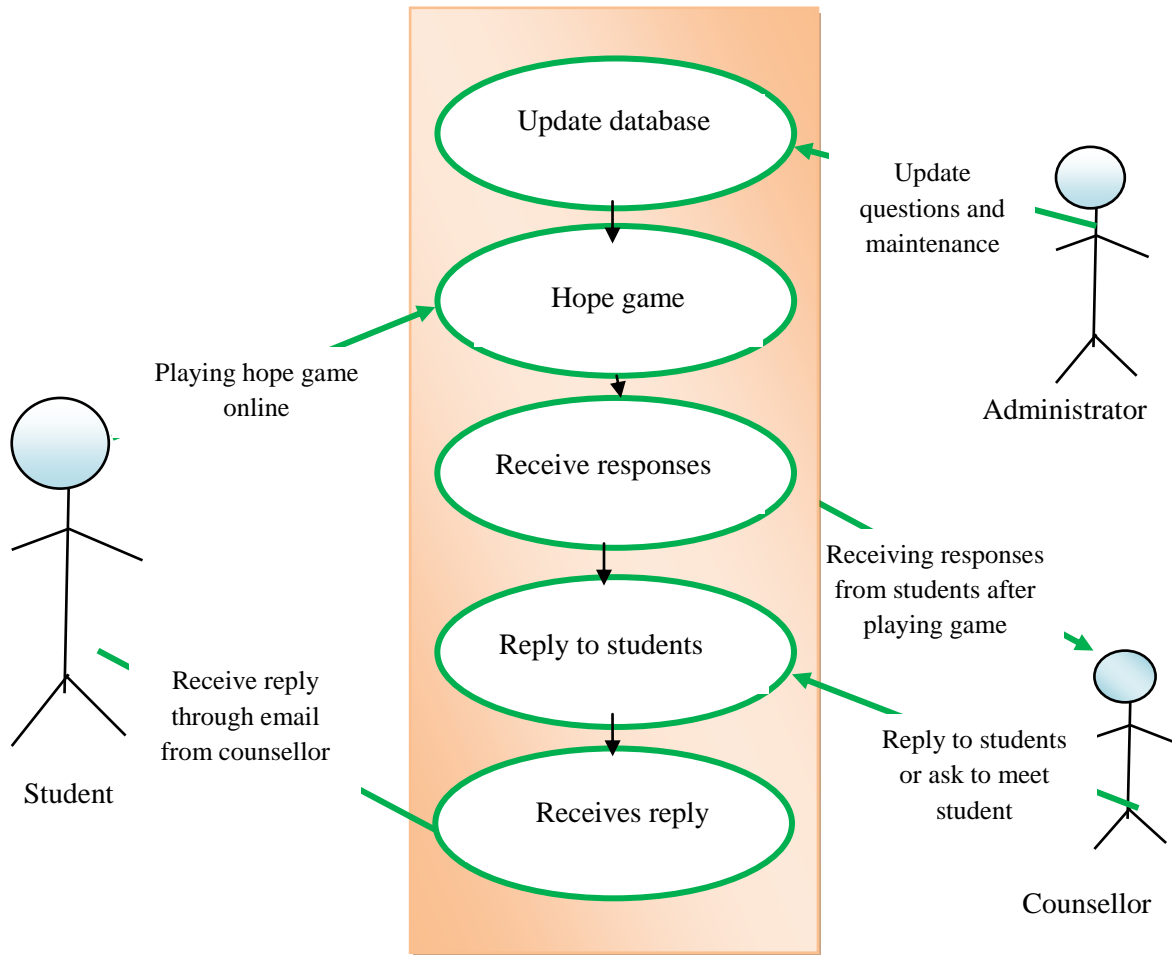 Update database
Update
questions and
maintenance
Hope game
Playing hope game
online
Administrator
Receive responses
Receiving responses
from students after
playing game
Reply to students
Receive reply
through email
from counsellor
Reply to students
or ask to meet
student
Student
Receives reply
Counsellor